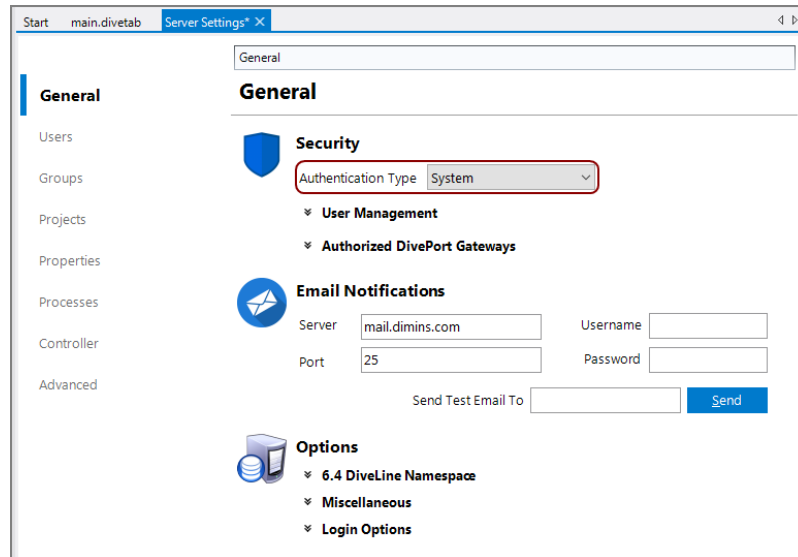 Start main.divetab Server Settings*
General
General
General
Users
Groups
Projects
Properties
Processes
Controller
Advanced
Security
Authentication Type System
User Management
Authorized DivePort Gateways
Email Notifications
Server mail.dimins.com Username
Port 25 Password
Send Test Email To Send
Options
6.4 DiveLine Namespace
Miscellaneous
Login Options